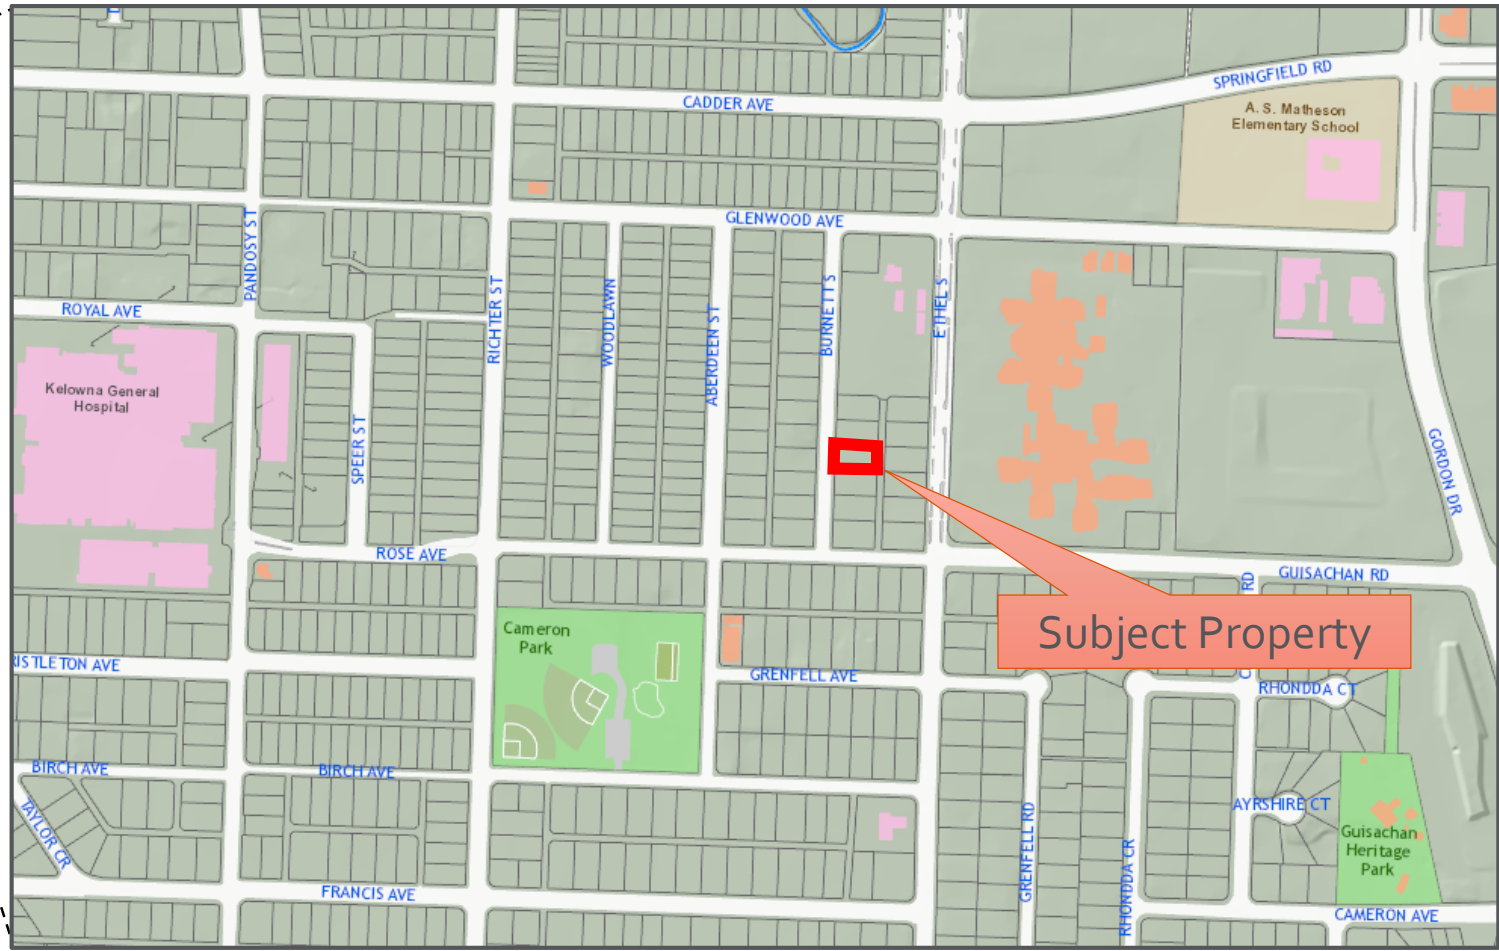 SPRINGFIELD RD
CADDER AVE
A. S. Matheson
Elementary School
GLENWOOD AVE
PANDOSY ST
ROYAL AVE
RICHTER ST
WOODLAWN
ABERDEEN ST
BURNETT S
ETHEL S
Kelowna General
Hospital
SPEER ST
GORDON DR
ROSE AVE
GUISACHAN RD
RD
Subject Property
Cameron
Park
GRENFELL AVE
RISTLETON AVE
RHONDDA CT
BIRCH AVE
BIRCH AVE
TAYLOR CR
AYRSHIRE CT
GRENFELL RD
RHONDDA CR
Guisachan
Heritage
Park
FRANCIS AVE
CAMERON AVE